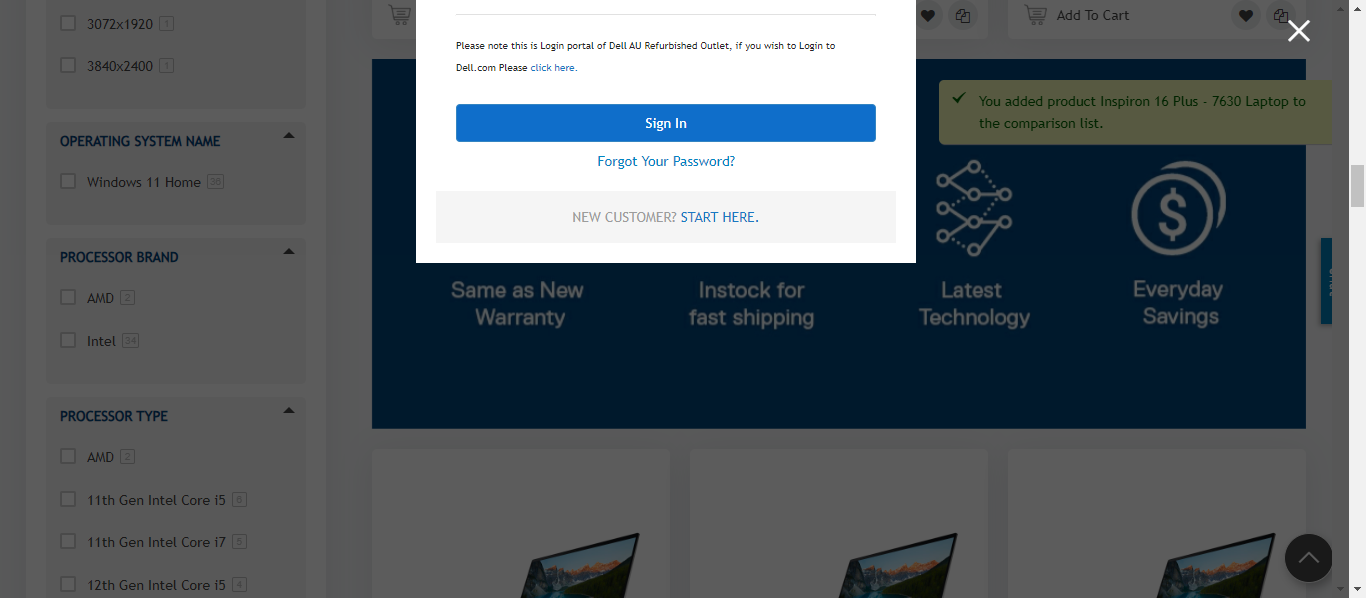 3072x1920 1
3840x2400 1
OPERATING SYSTEM NAME
Windows 11 Home 36
PROCESSOR BRAND
AMD 2
Intel 34
PROCESSOR TYPE
AMD 2
11th Gen Intel Core i5 6
11th Gen Intel Core i7 5
12th Gen Intel Core i5 4
Please note this is Login portal of Dell AU Refurbished Outlet, if you wish to Login to
Dell.com Please click here.
Sign In
Forgot Your Password?
NEW CUSTOMER? START HERE.
Add To Cart
You added product Inspiron 16 Plus - 7630 Laptop to
the comparison list.
Same as New
Warranty
Instock for
fast shipping
Latest
Technology
Everyday
Savings